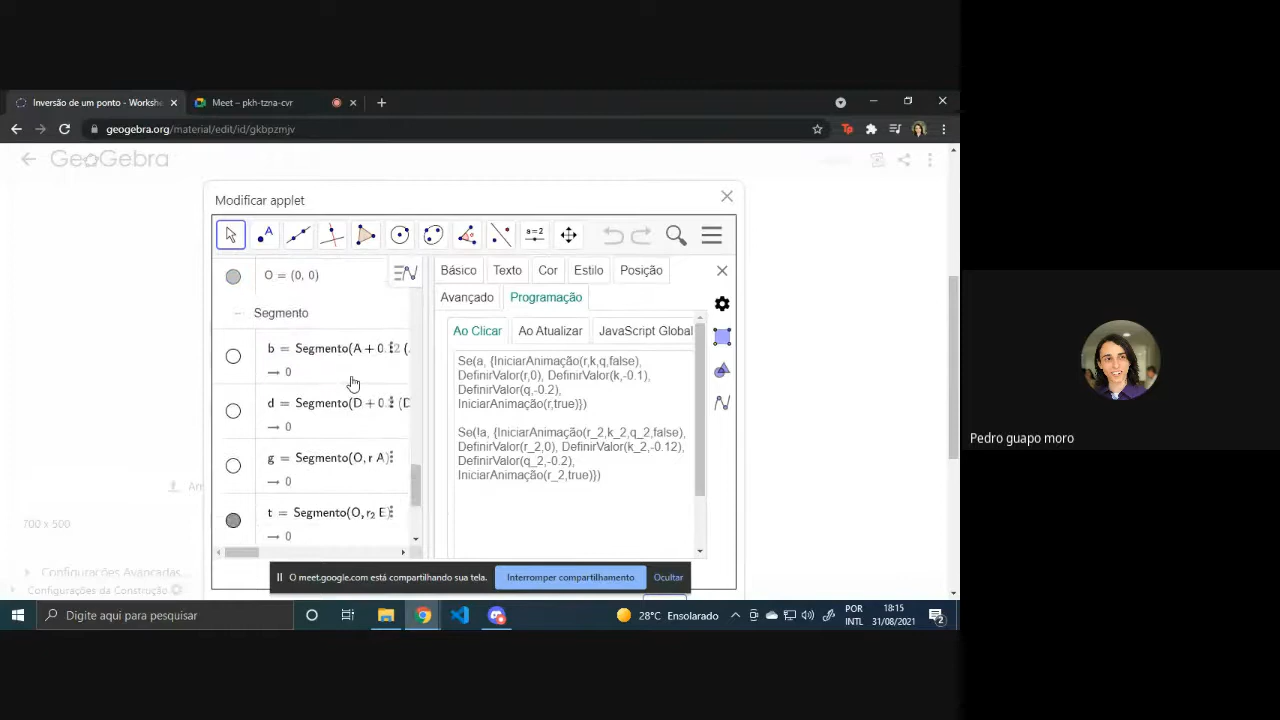 Inversão de um ponto - Workshe
Meet – pkh-tzna-cvr
geogebra.org/material/edit/id/gkbpzmjv
GeoGebra
Modificar applet
a=2
O = (0, 0)
Segmento
b = Segmento(A + 0.
2 (
→ 0
d = Segmento(D + 0.
(D
→ 0
g = Segmento(O, r A)
→ 0
t = Segmento(O, r₂ E)
→ 0
Básico Texto Cor Estilo Posição
Avançado Programação
Ao Clicar Ao Atualizar JavaScript Global
Se(a, {IniciarAnimação(r,k,q,false),
DefinirValor(r,0), DefinirValor(k,-0.1),
DefinirValor(q,-0.2),
IniciarAnimação(r,true)})
Se(!a, {IniciarAnimação(r_2,k_2,q_2,false),
DefinirValor(r_2,0), DefinirValor(k_2,-0.12),
DefinirValor(q_2,-0.2),
IniciarAnimação(r_2,true)})
700 x 500
Configurações Avançadas...
Configurações da Construção
O meet.google.com está compartilhando sua tela.
Interromper compartilhamento
Ocultar
Digite aqui para pesquisar
28°C Ensolarado
POR
INTL
18:15
31/08/2021
2
Pedro guapo moro